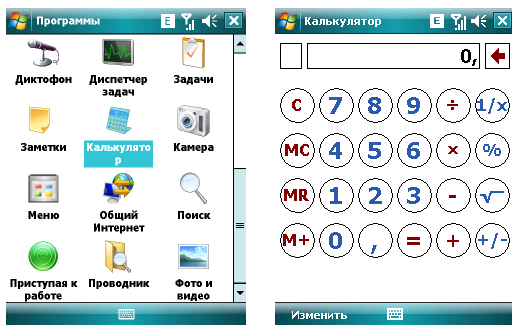 Программы E
Диктофон Диспетчер задач Задачи
Заметки Калькулято р Камера
Меню Общий Интернет Поиск
Приступая к работе Проводник Фото и видео
Калькулятор E
0,
C 7 8 9 ÷ 1/x
MC 4 5 6 × %
MR 1 2 3 - √
M+ 0 , = + +/-
Изменить